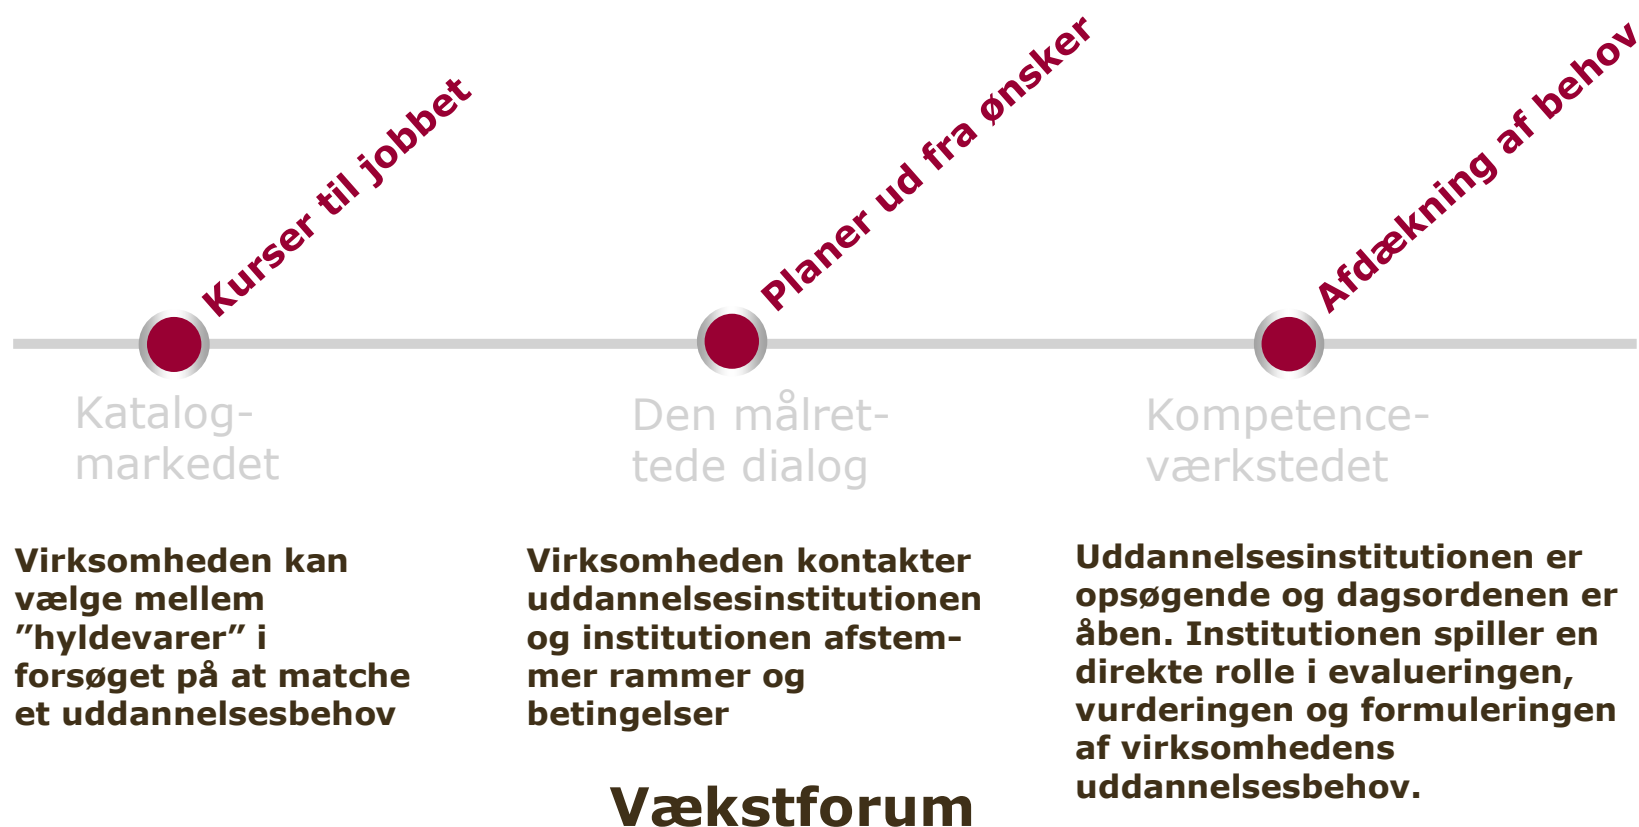 Kurser til jobbet
Planer ud fra ønsker
Afdækning af behov
Katalog-
markedet
Den målret-
tede dialog
Kompetence-
værkstedet
Virksomheden kan
vælge mellem
”hyldevarer” i
forsøget på at matche
et uddannelsesbehov
Virksomheden kontakter
uddannelsesinstitutionen
og institutionen afstem-
mer rammer og
betingelser
Uddannelsesinstitutionen er
opsøgende og dagsordenen er
åben. Institutionen spiller en
direkte rolle i evalueringen,
vurderingen og formuleringen
af virksomhedens
uddannelsesbehov.
Vækstforum